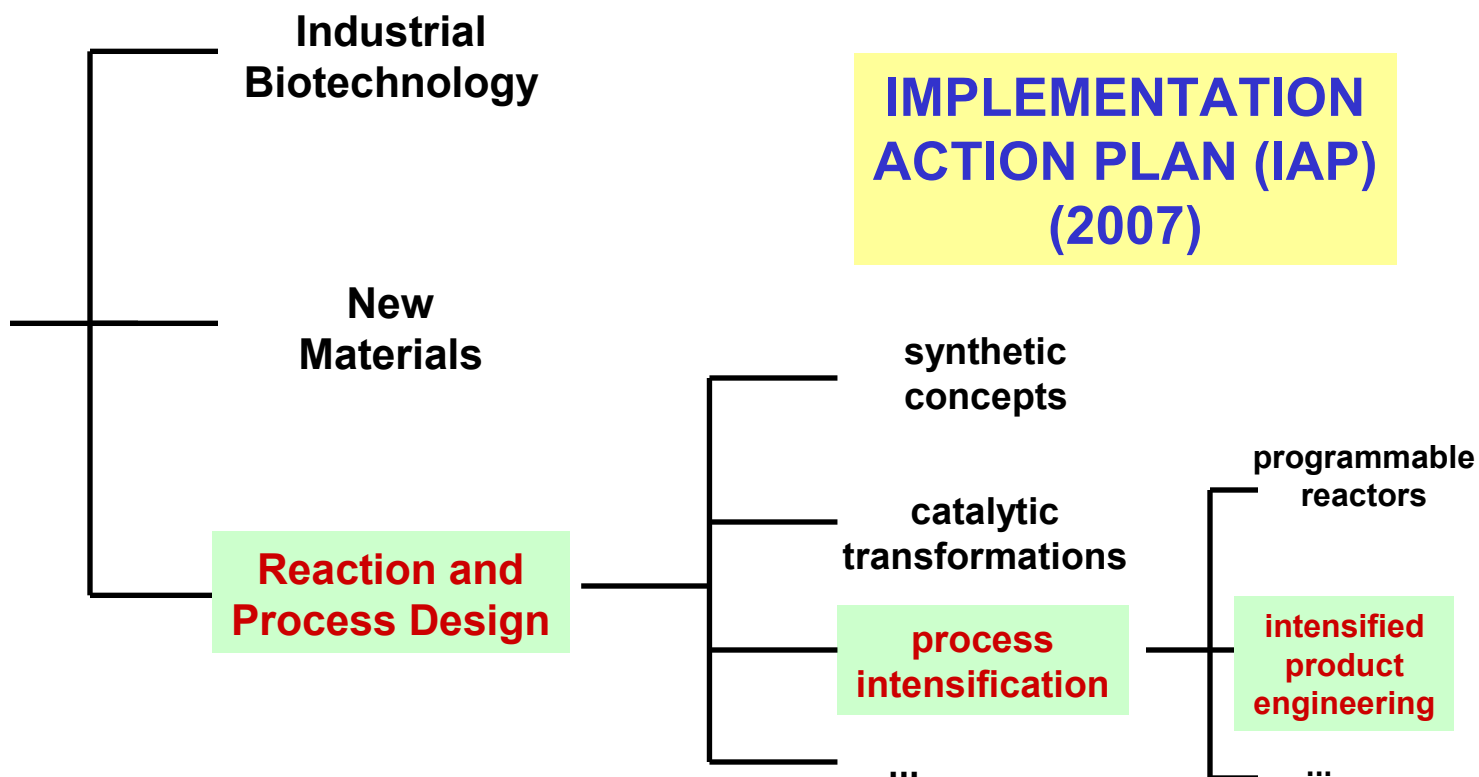 Industrial
Biotechnology
IMPLEMENTATION
ACTION PLAN (IAP)
(2007)
New
Materials
synthetic
concepts
programmable
reactors
catalytic
transformations
Reaction and
Process Design
process
intensification
intensified
product
engineering
...
...